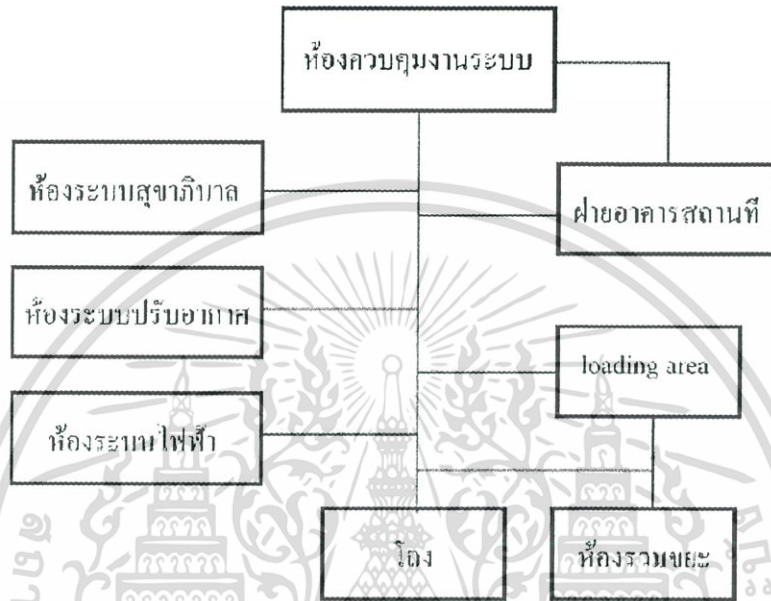 ห้องควบคุมงานระบบ
ห้องระบบสุขาภิบาล
ฝ่ายอาคารสถานที่
ห้องระบบปรับอากาศ
loading area
ห้องระบบไฟฟ้า
โถง
ห้องรวมขยะ